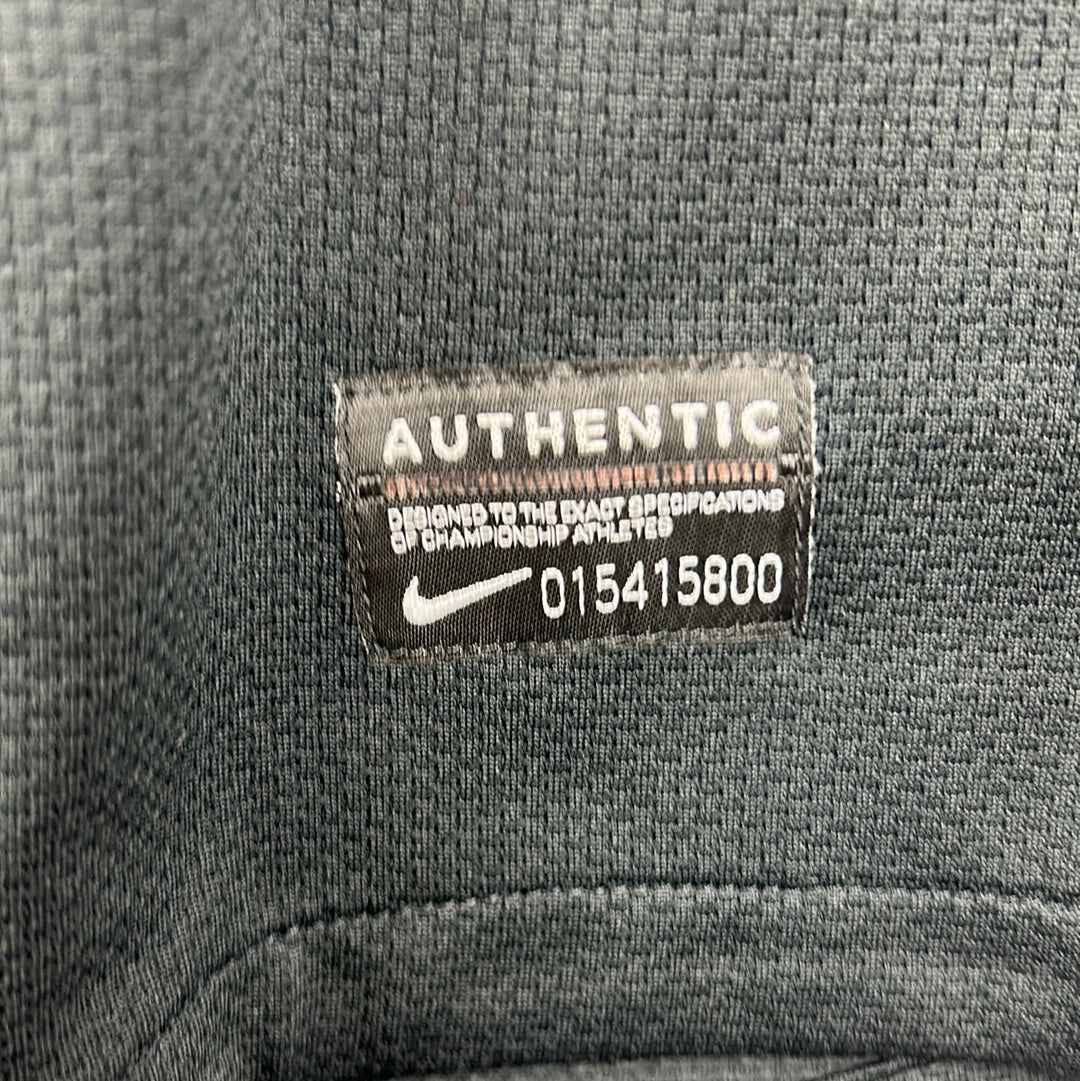 AUTHENTIC
DESIGNED TO THE EXACT SPECIFICATIONS
OF CHAMPIONSHIP ATHLETES
015415800